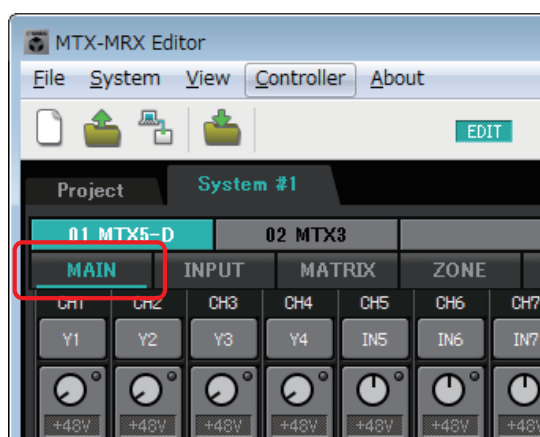 MTX-MRX Editor
File System View Controller About
EDIT
Project System #1
01 MTX5-D 02 MTX3
MAIN INPUT MATRIX ZONE
CH1 CH2 CH3 CH4 CH5 CH6 CH7
Y1 Y2 Y3 Y4 IN5 IN6 IN7
+48V +48V +48V +48V +48V +48V +48V